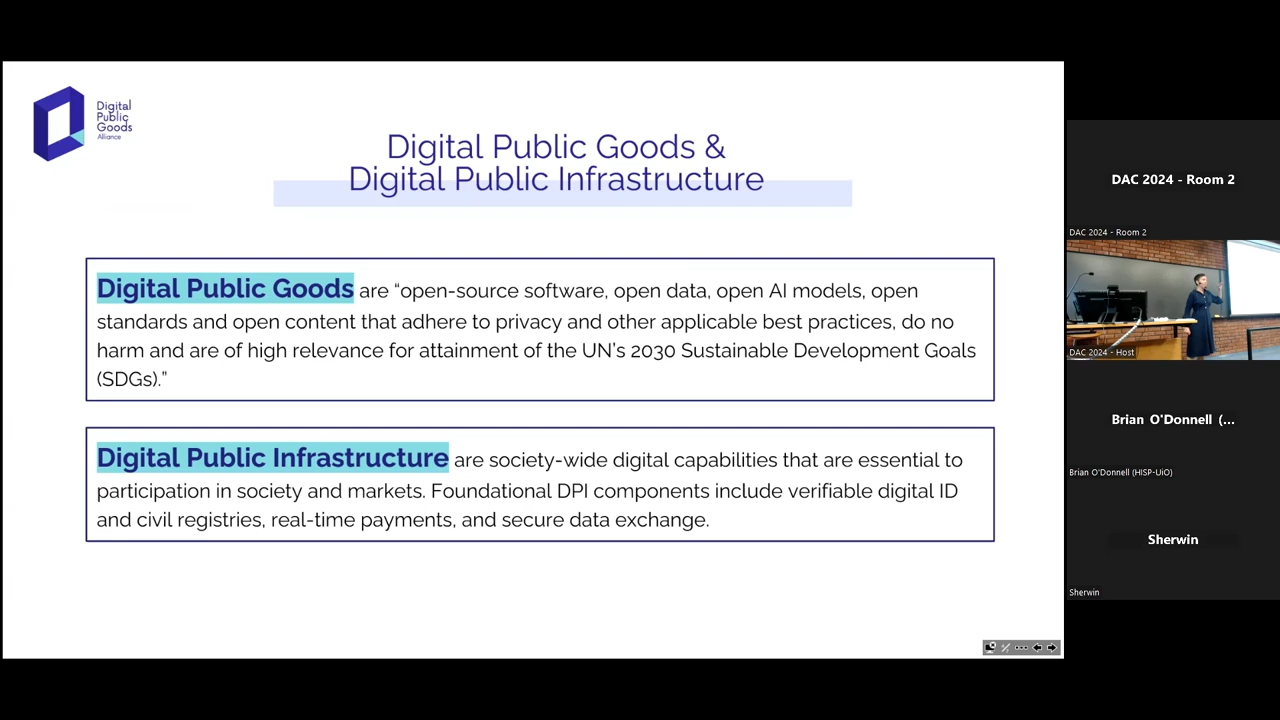 Digital
Public
Goods
Alliance
Digital Public Goods &
Digital Public Infrastructure
Digital Public Goods are “open-source software, open data, open AI models, open
standards and open content that adhere to privacy and other applicable best practices, do no
harm and are of high relevance for attainment of the UN’s 2030 Sustainable Development Goals
(SDGs).”
Digital Public Infrastructure are society-wide digital capabilities that are essential to
participation in society and markets. Foundational DPI components include verifiable digital ID
and civil registries, real-time payments, and secure data exchange.
DAC 2024 - Room 2
DAC 2024 - Room 2
DAC 2024 - Host
Brian O'Donnell (...
Brian O'Donnell (HISP-UiO)
Sherwin
Sherwin